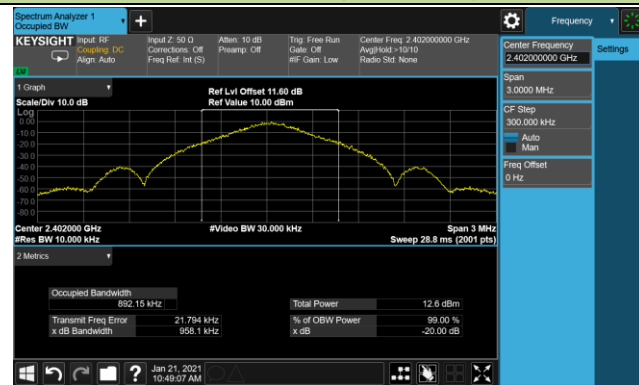 Spectrum Analyzer 1
Occupied BW
Frequency
KEYSIGHT
Input: RF
Coupling: DC
Align: Auto
Input Z: 50 Ω
Corrections: Off
Freq Ref: Int (S)
Atten: 10 dB
Preamp: Off
Trig: Free Run
Gate: Off
#IF Gain: Low
Center Freq: 2.402000000 GHz
Avg|Hold:>10/10
Radio Std: None
Center Frequency
2.402000000 GHz
Settings
Span
3.0000 MHz
CF Step
300.000 kHz
Auto
Man
Freq Offset
0 Hz
1 Graph
Scale/Div 10.0 dB
Ref Lvl Offset 11.60 dB
Ref Value 10.00 dBm
Log
0.00
-10.0
-20.0
-30.0
-40.0
-50.0
-60.0
-70.0
-80.0
Center 2.402000 GHz
#Video BW 30.000 kHz
Span 3 MHz
#Res BW 10.000 kHz
Sweep 28.8 ms (2001 pts)
2 Metrics
Occupied Bandwidth
892.15 kHz
Total Power
12.6 dBm
Transmit Freq Error
21.794 kHz
% of OBW Power
99.00 %
x dB Bandwidth
958.1 kHz
x dB
-20.00 dB
?
Jan 21, 2021
10:49:07 AM